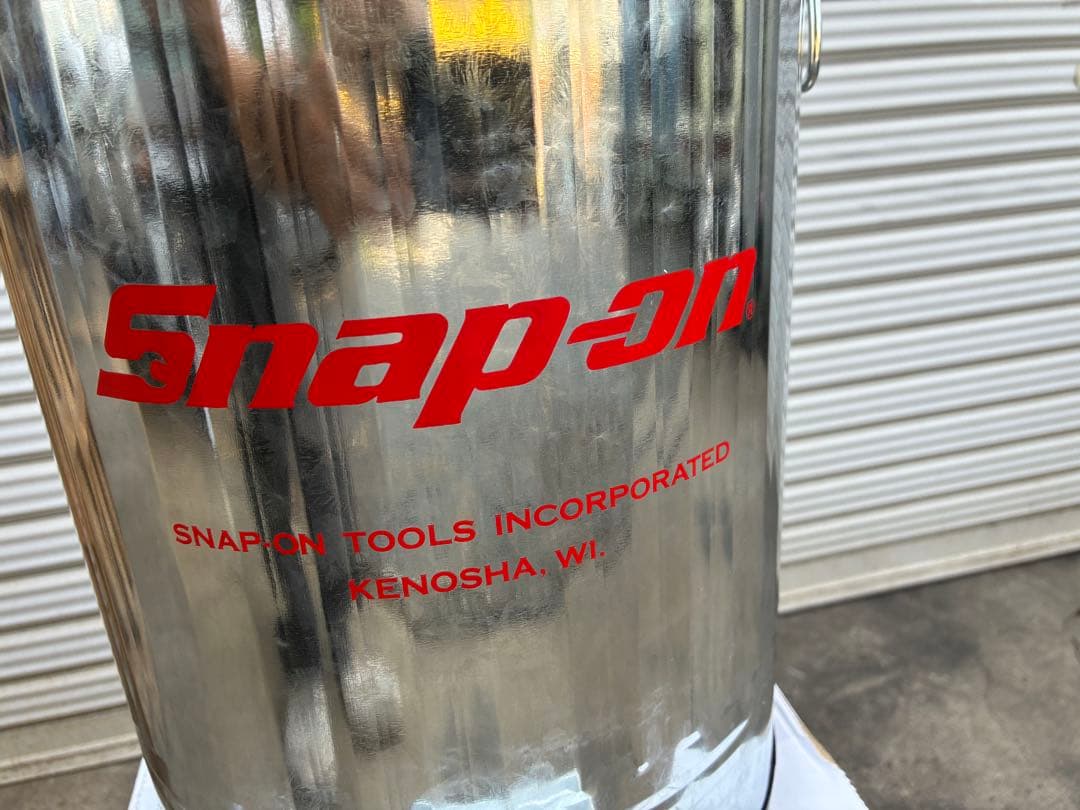 Snap-on®
SNAP-ON TOOLS INCORPORATED
KENOSHA, WI.